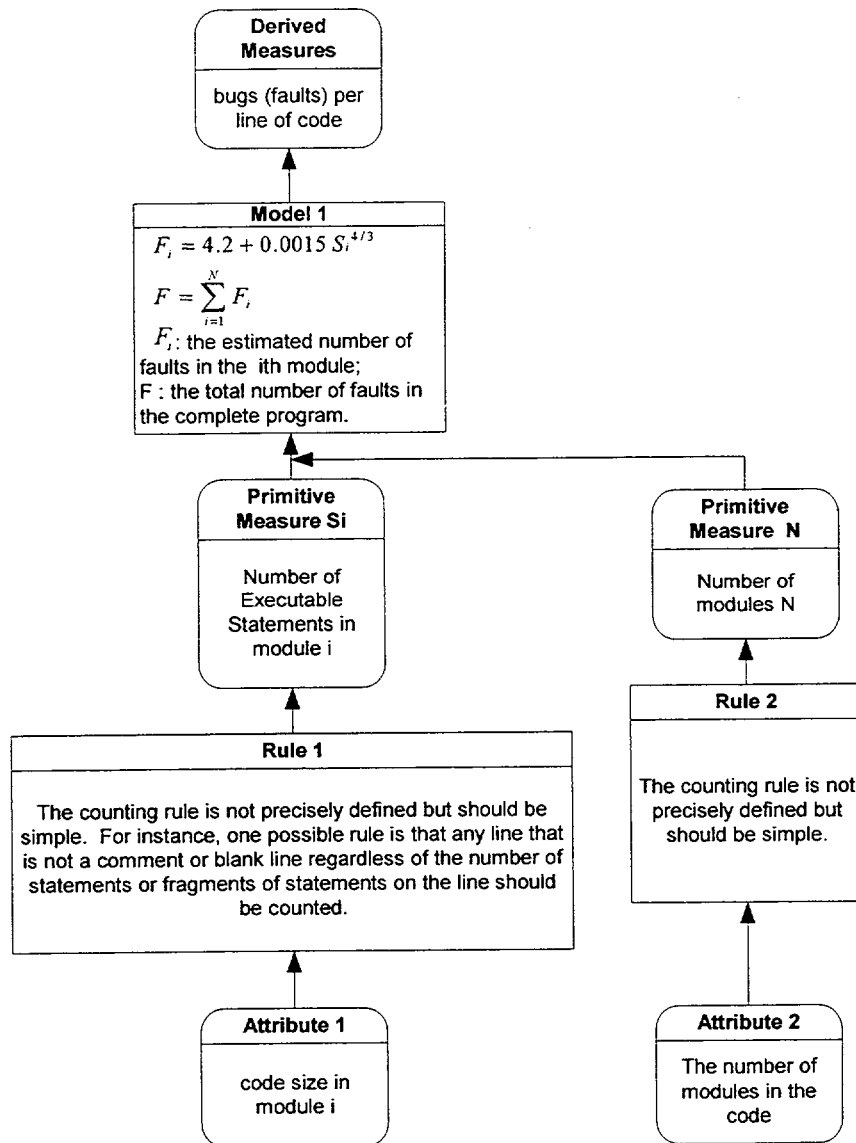 Derived
Measures
bugs (faults) per
line of code
Model 1
F_i = 4.2 + 0.0015 S_i^{4/3}
F = \sum_{i=1}^{N} F_i
F_i : the estimated number of
faults in the ith module;
F : the total number of faults in
the complete program.
Primitive
Measure Si
Number of
Executable
Statements in
module i
Primitive
Measure N
Number of
modules N
Rule 1
The counting rule is not precisely defined but should be
simple. For instance, one possible rule is that any line that
is not a comment or blank line regardless of the number of
statements or fragments of statements on the line should
be counted.
Rule 2
The counting rule is not
precisely defined but
should be simple.
Attribute 1
code size in
module i
Attribute 2
The number of
modules in the
code